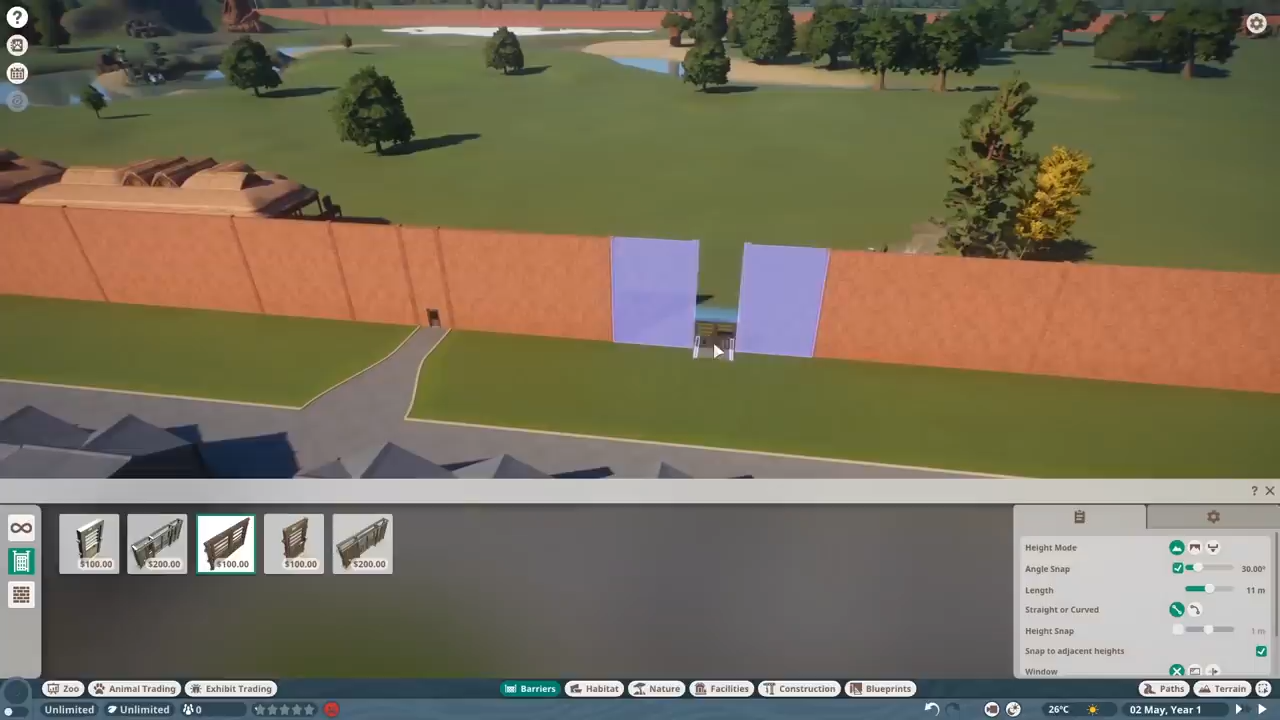 ?
? ×
$100.00 $200.00 $100.00 $100.00 $200.00
Height Mode
Angle Snap 30.00°
Length 11 m
Straight or Curved
Height Snap 1 m
Snap to adjacent heights
Window
Zoo Animal Trading Exhibit Trading Barriers Habitat Nature Facilities Construction Blueprints Paths Terrain
Unlimited Unlimited 0 26°C 02 May, Year 1